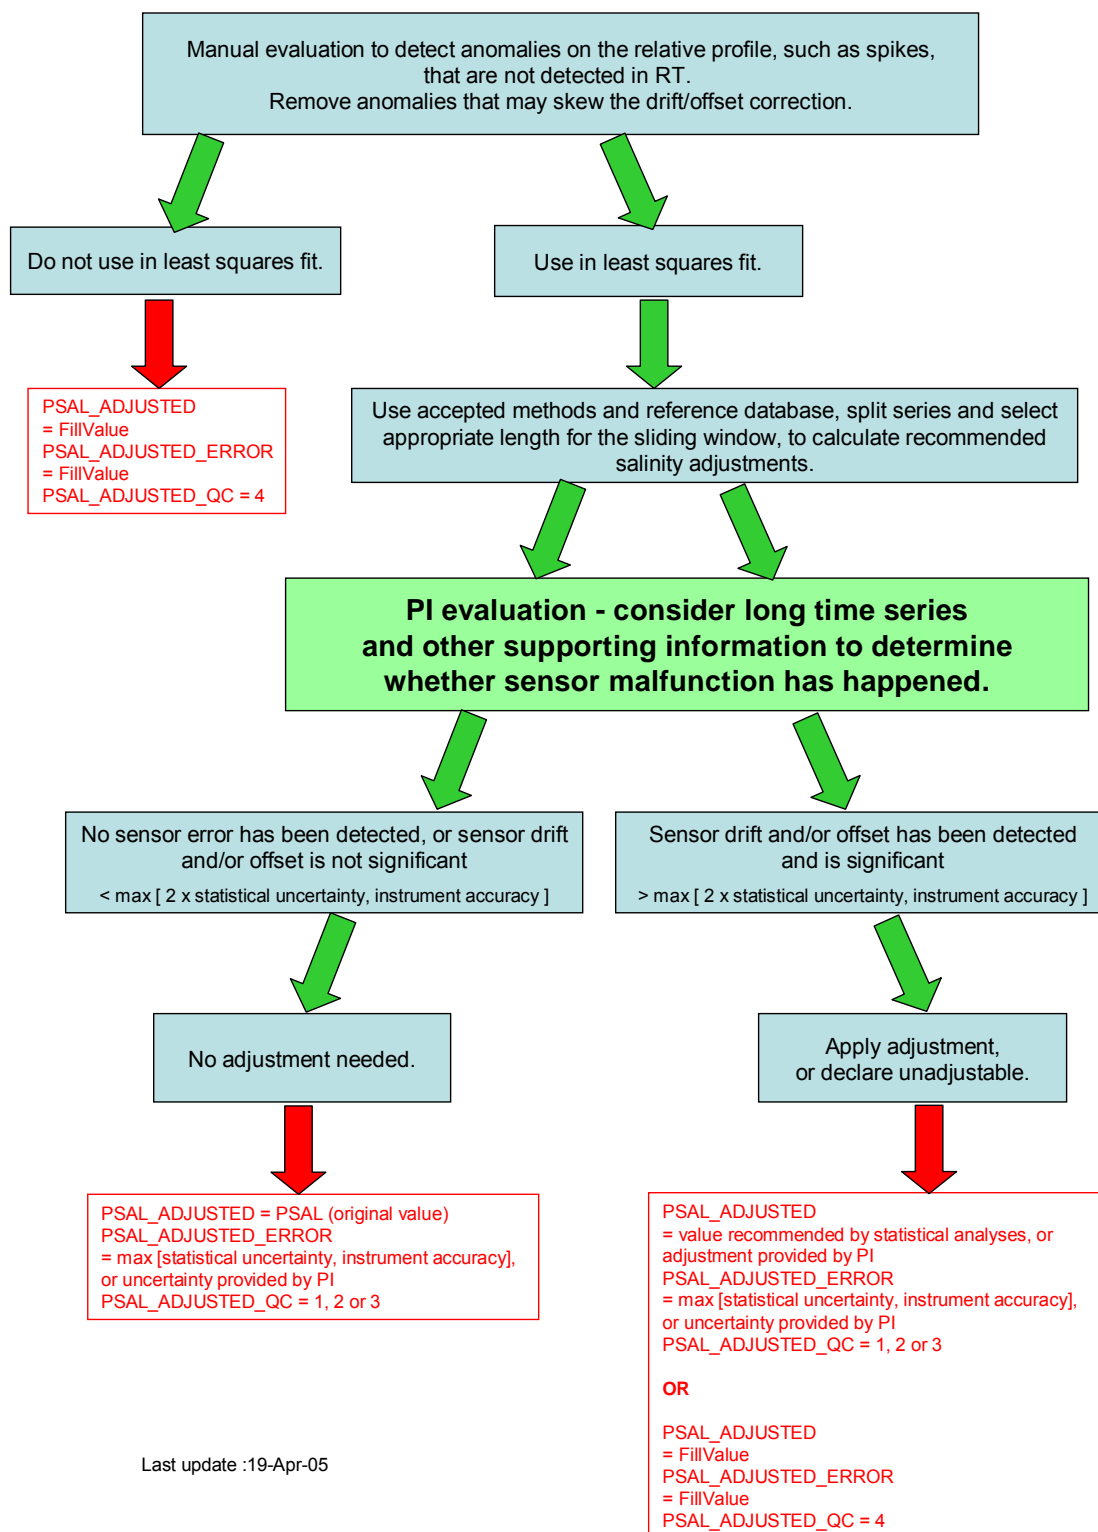 Manual evaluation to detect anomalies on the relative profile, such as spikes,
that are not detected in RT.
Remove anomalies that may skew the drift/offset correction.
Do not use in least squares fit.
Use in least squares fit.
PSAL_ADJUSTED
= FillValue
PSAL_ADJUSTED_ERROR
= FillValue
PSAL_ADJUSTED_QC = 4
Use accepted methods and reference database, split series and select
appropriate length for the sliding window, to calculate recommended
salinity adjustments.
PI evaluation - consider long time series
and other supporting information to determine
whether sensor malfunction has happened.
No sensor error has been detected, or sensor drift
and/or offset is not significant
< max [ 2 x statistical uncertainty, instrument accuracy ]
Sensor drift and/or offset has been detected
and is significant
> max [ 2 x statistical uncertainty, instrument accuracy ]
No adjustment needed.
Apply adjustment,
or declare unadjustable.
PSAL_ADJUSTED = PSAL (original value)
PSAL_ADJUSTED_ERROR
= max [statistical uncertainty, instrument accuracy],
or uncertainty provided by PI
PSAL_ADJUSTED_QC = 1, 2 or 3
PSAL_ADJUSTED
= value recommended by statistical analyses, or
adjustment provided by PI
PSAL_ADJUSTED_ERROR
= max [statistical uncertainty, instrument accuracy],
or uncertainty provided by PI
PSAL_ADJUSTED_QC = 1, 2 or 3
OR
PSAL_ADJUSTED
= FillValue
PSAL_ADJUSTED_ERROR
= FillValue
PSAL_ADJUSTED_QC = 4
Last update :19-Apr-05